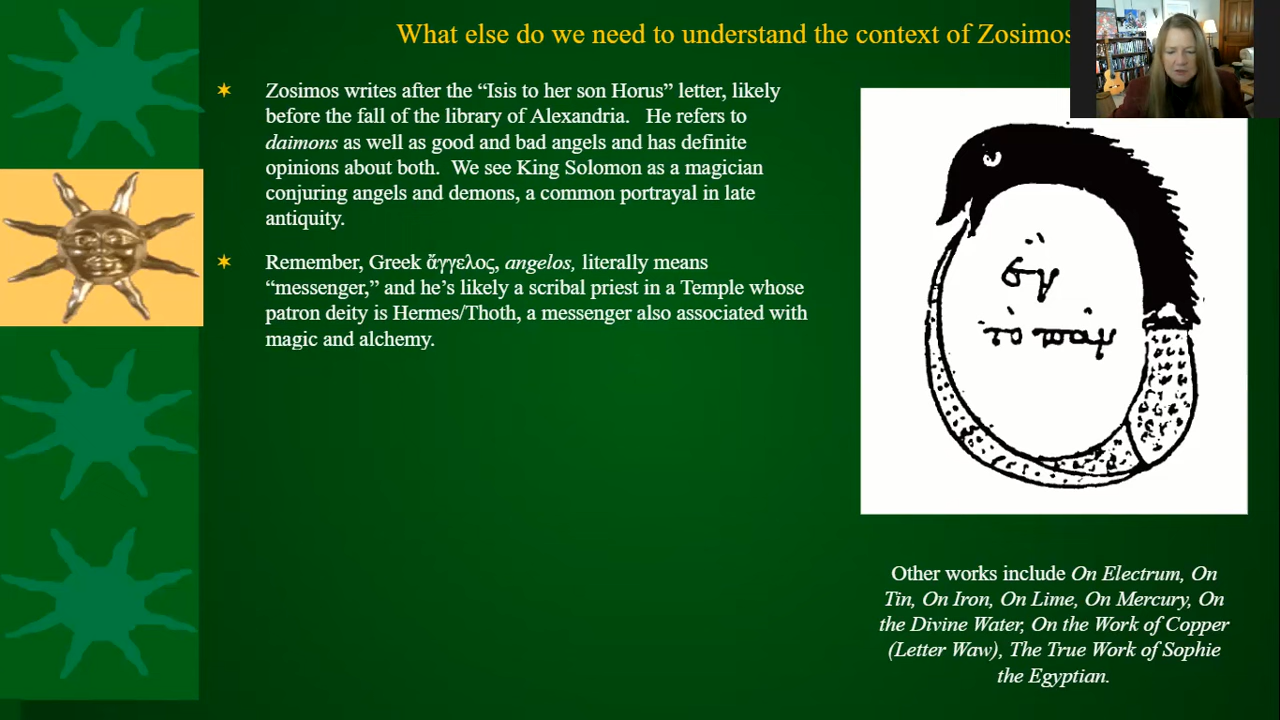 What else do we need to understand the context of Zosimos
Zosimos writes after the “Isis to her son Horus” letter, likely
before the fall of the library of Alexandria. He refers to
daimons as well as good and bad angels and has definite
opinions about both. We see King Solomon as a magician
conjuring angels and demons, a common portrayal in late
antiquity.
Remember, Greek ἄγγελος, angelos, literally means
“messenger,” and he’s likely a scribal priest in a Temple whose
patron deity is Hermes/Thoth, a messenger also associated with
magic and alchemy.
ἓν
τὸ πᾶν
Other works include On Electrum, On
Tin, On Iron, On Lime, On Mercury, On
the Divine Water, On the Work of Copper
(Letter Waw), The True Work of Sophie
the Egyptian.